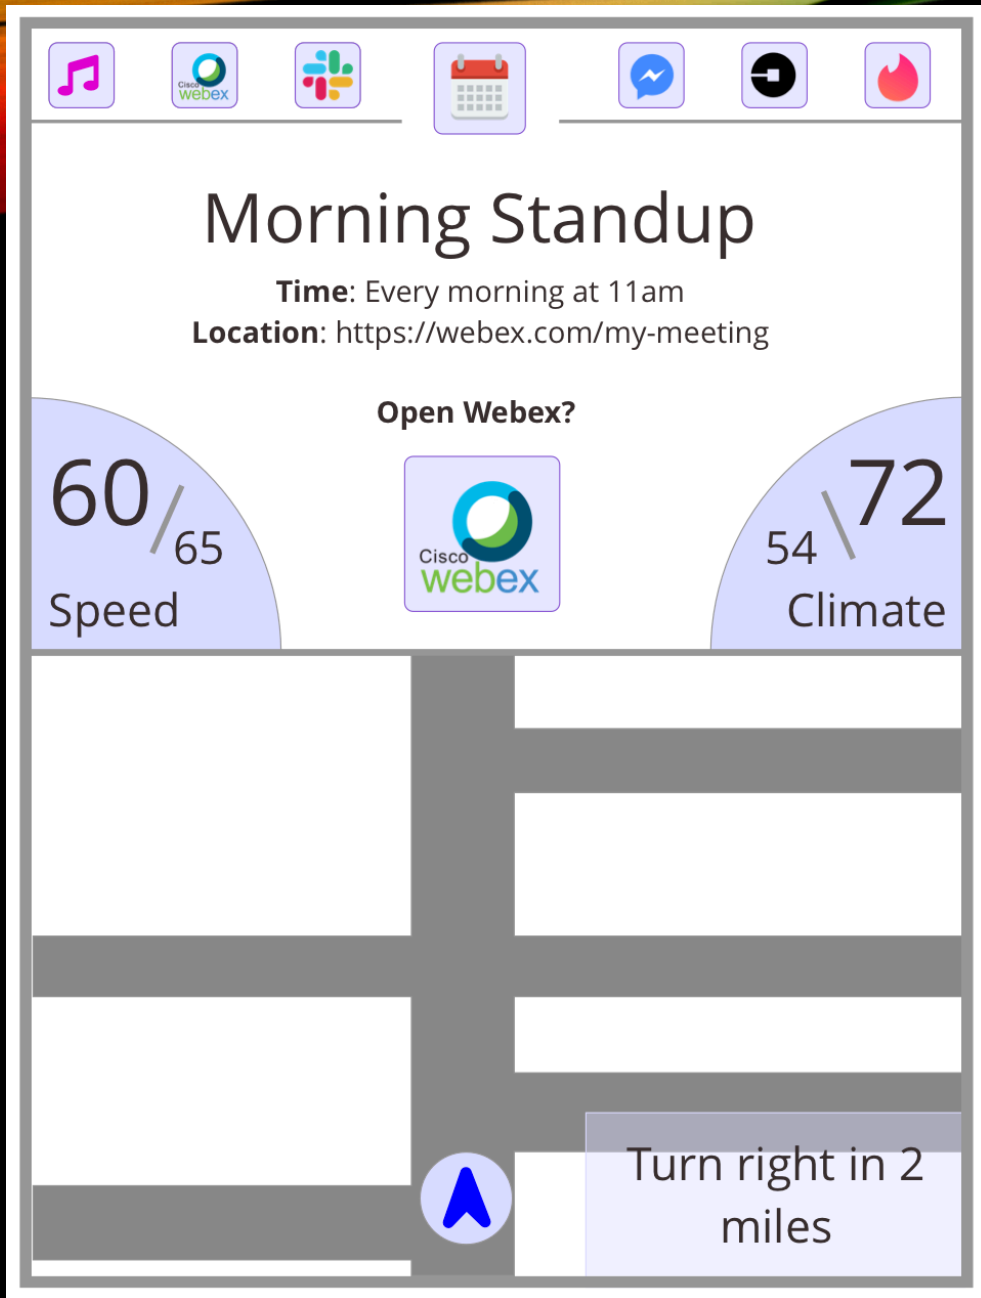 Cisco
webex
Morning Standup
Time: Every morning at 11am
Location: https://webex.com/my-meeting
Open Webex?
60
65
Speed
Cisco
webex
72
54
Climate
Turn right in 2
miles